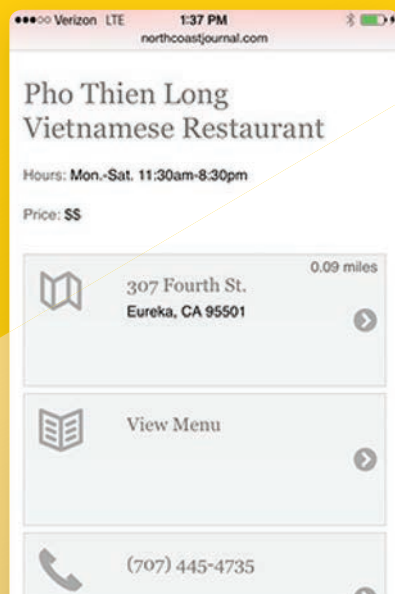 Verizon LTE 1:37 PM
northcoastjournal.com
Pho Thien Long
Vietnamese Restaurant
Hours: Mon.-Sat. 11:30am-8:30pm
Price: $$
0.09 miles
307 Fourth St.
Eureka, CA 95501
View Menu
(707) 445-4735